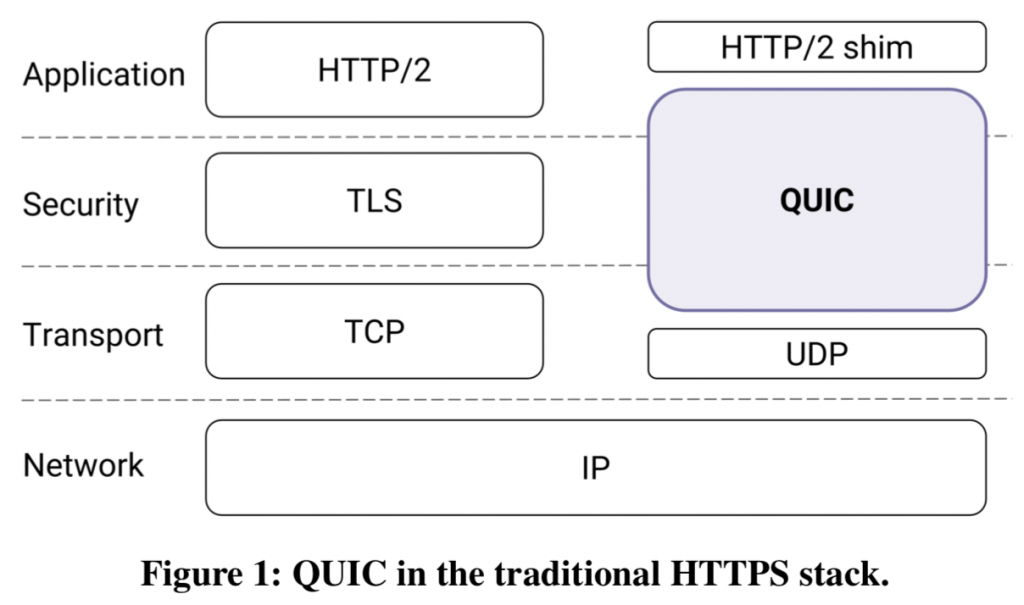 Application
HTTP/2
HTTP/2 shim
Security
TLS
QUIC
Transport
TCP
UDP
Network
IP
Figure 1: QUIC in the traditional HTTPS stack.